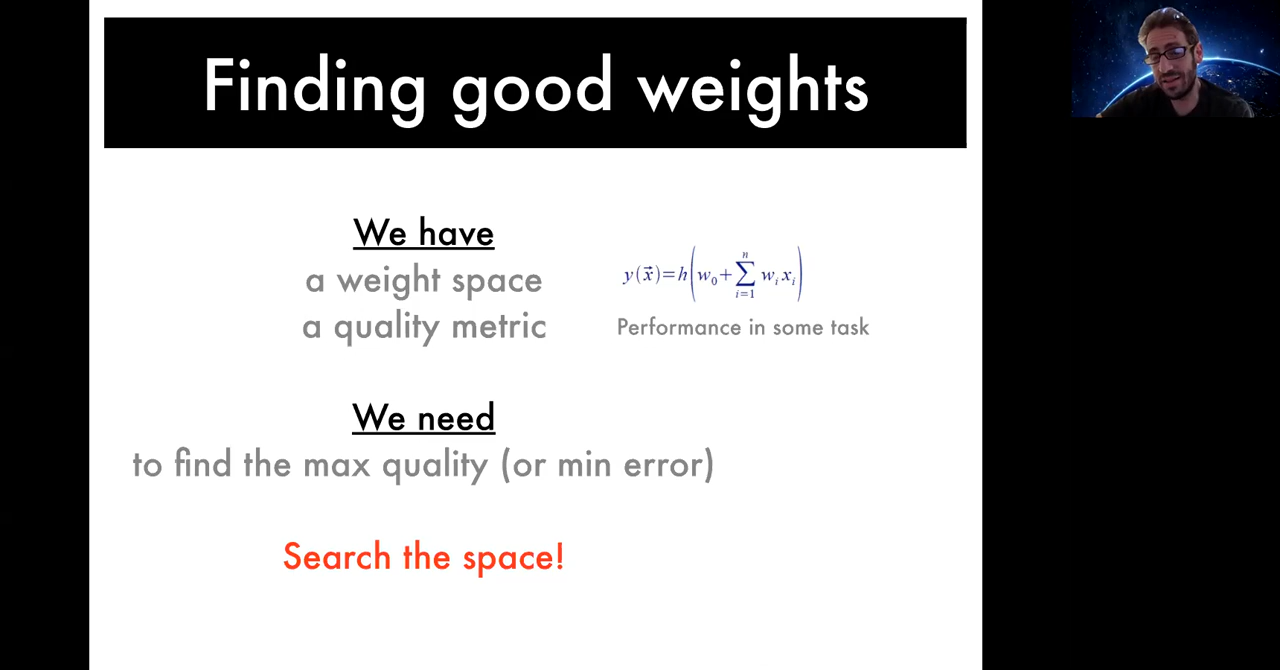 Finding good weights
We have
a weight space
y(x⃗)=h(w₀+∑ᵢ₌₁ⁿ wᵢxᵢ)
a quality metric
Performance in some task
We need
to find the max quality (or min error)
Search the space!